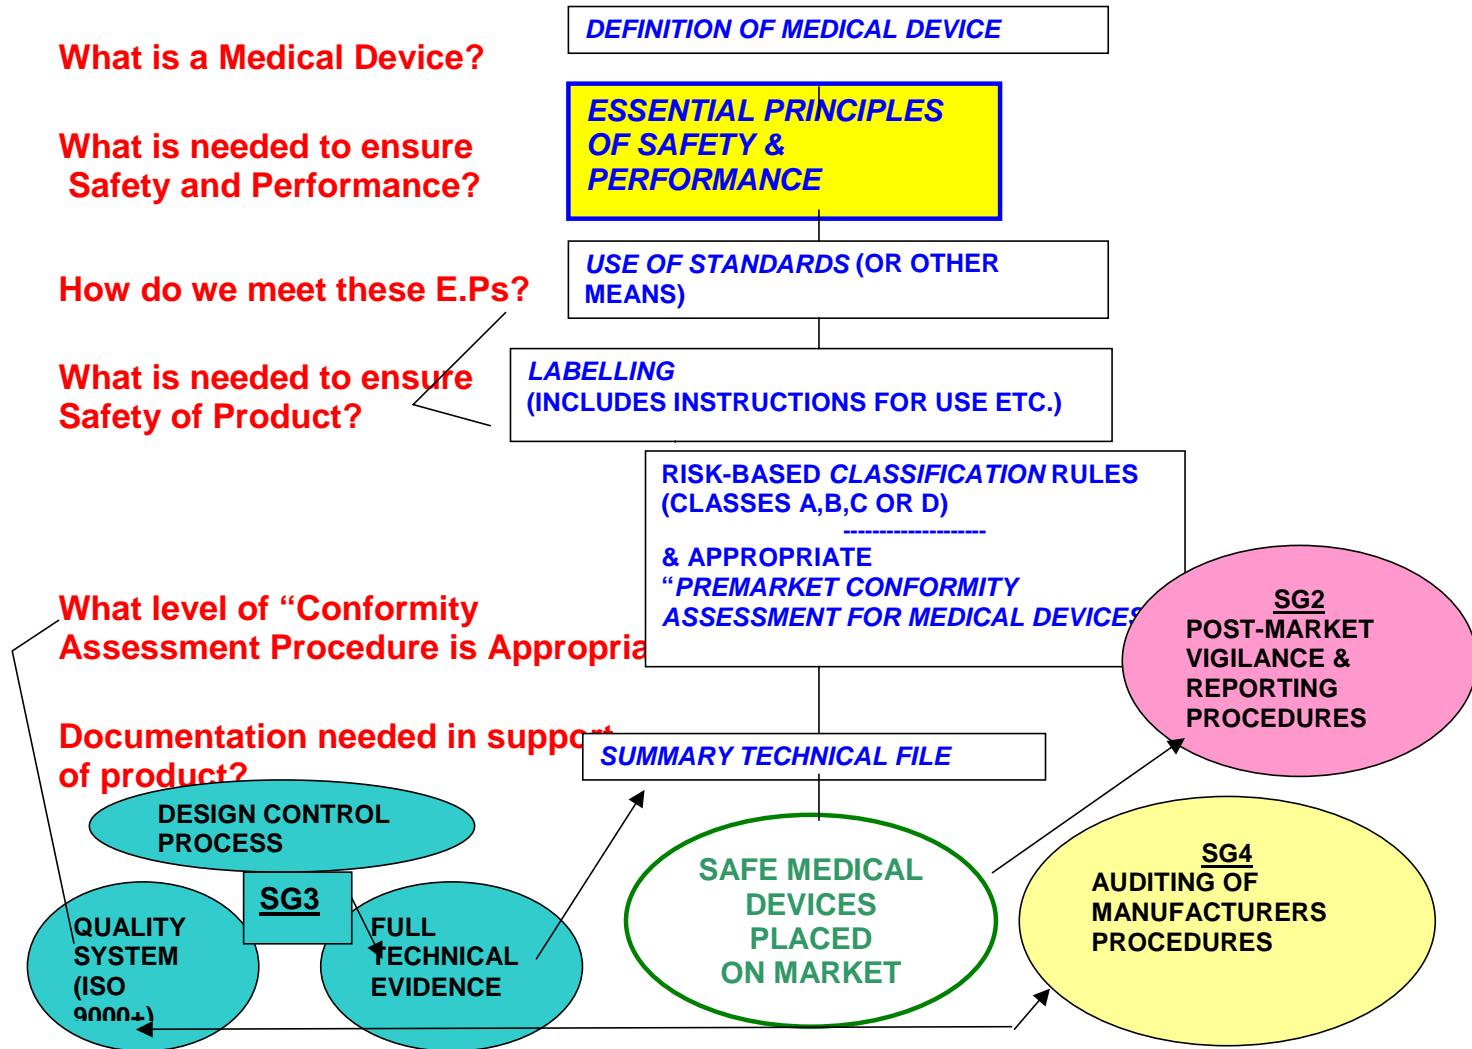 DEFINITION OF MEDICAL DEVICE
What is a Medical Device?
ESSENTIAL PRINCIPLES
OF SAFETY &
PERFORMANCE
What is needed to ensure
Safety and Performance?
USE OF STANDARDS (OR OTHER
MEANS)
How do we meet these E.Ps?
What is needed to ensure
Safety of Product?
LABELLING
(INCLUDES INSTRUCTIONS FOR USE ETC.)
RISK-BASED CLASSIFICATION RULES
(CLASSES A,B,C OR D)
--------------------
& APPROPRIATE
“PREMARKET CONFORMITY
ASSESSMENT FOR MEDICAL DEVICES
What level of “Conformity
Assessment Procedure is Appropria
SG2
POST-MARKET
VIGILANCE &
REPORTING
PROCEDURES
Documentation needed in support
of product?
SUMMARY TECHNICAL FILE
DESIGN CONTROL
PROCESS
SG3
QUALITY
SYSTEM
(ISO
9000+)
FULL
TECHNICAL
EVIDENCE
SAFE MEDICAL
DEVICES
PLACED
ON MARKET
SG4
AUDITING OF
MANUFACTURERS
PROCEDURES